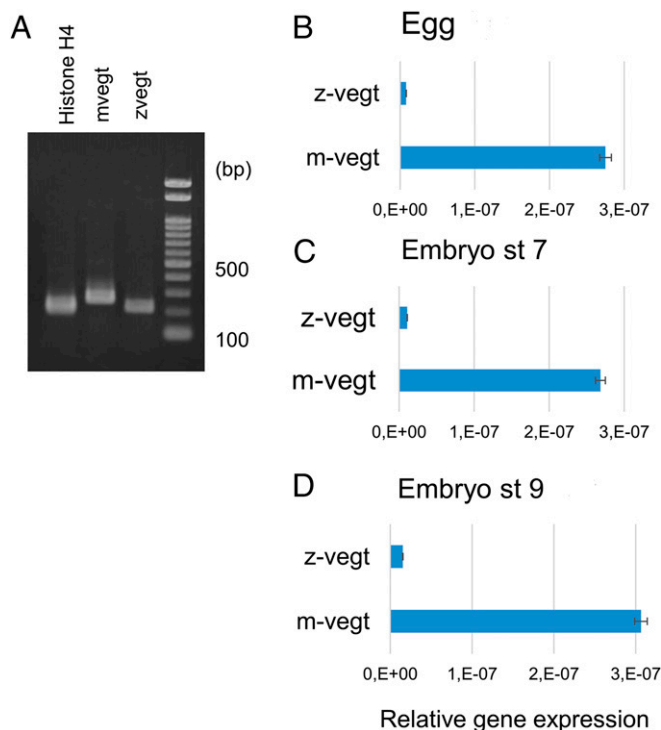 A
Histone H4
mvegt
zvegt
(bp)
500
100
B Egg
z-vegt
m-vegt
0,E+00 1,E-07 2,E-07 3,E-07
C Embryo st 7
z-vegt
m-vegt
0,E+00 1,E-07 2,E-07 3,E-07
D Embryo st 9
z-vegt
m-vegt
0,E+00 1,E-07 2,E-07 3,E-07
Relative gene expression